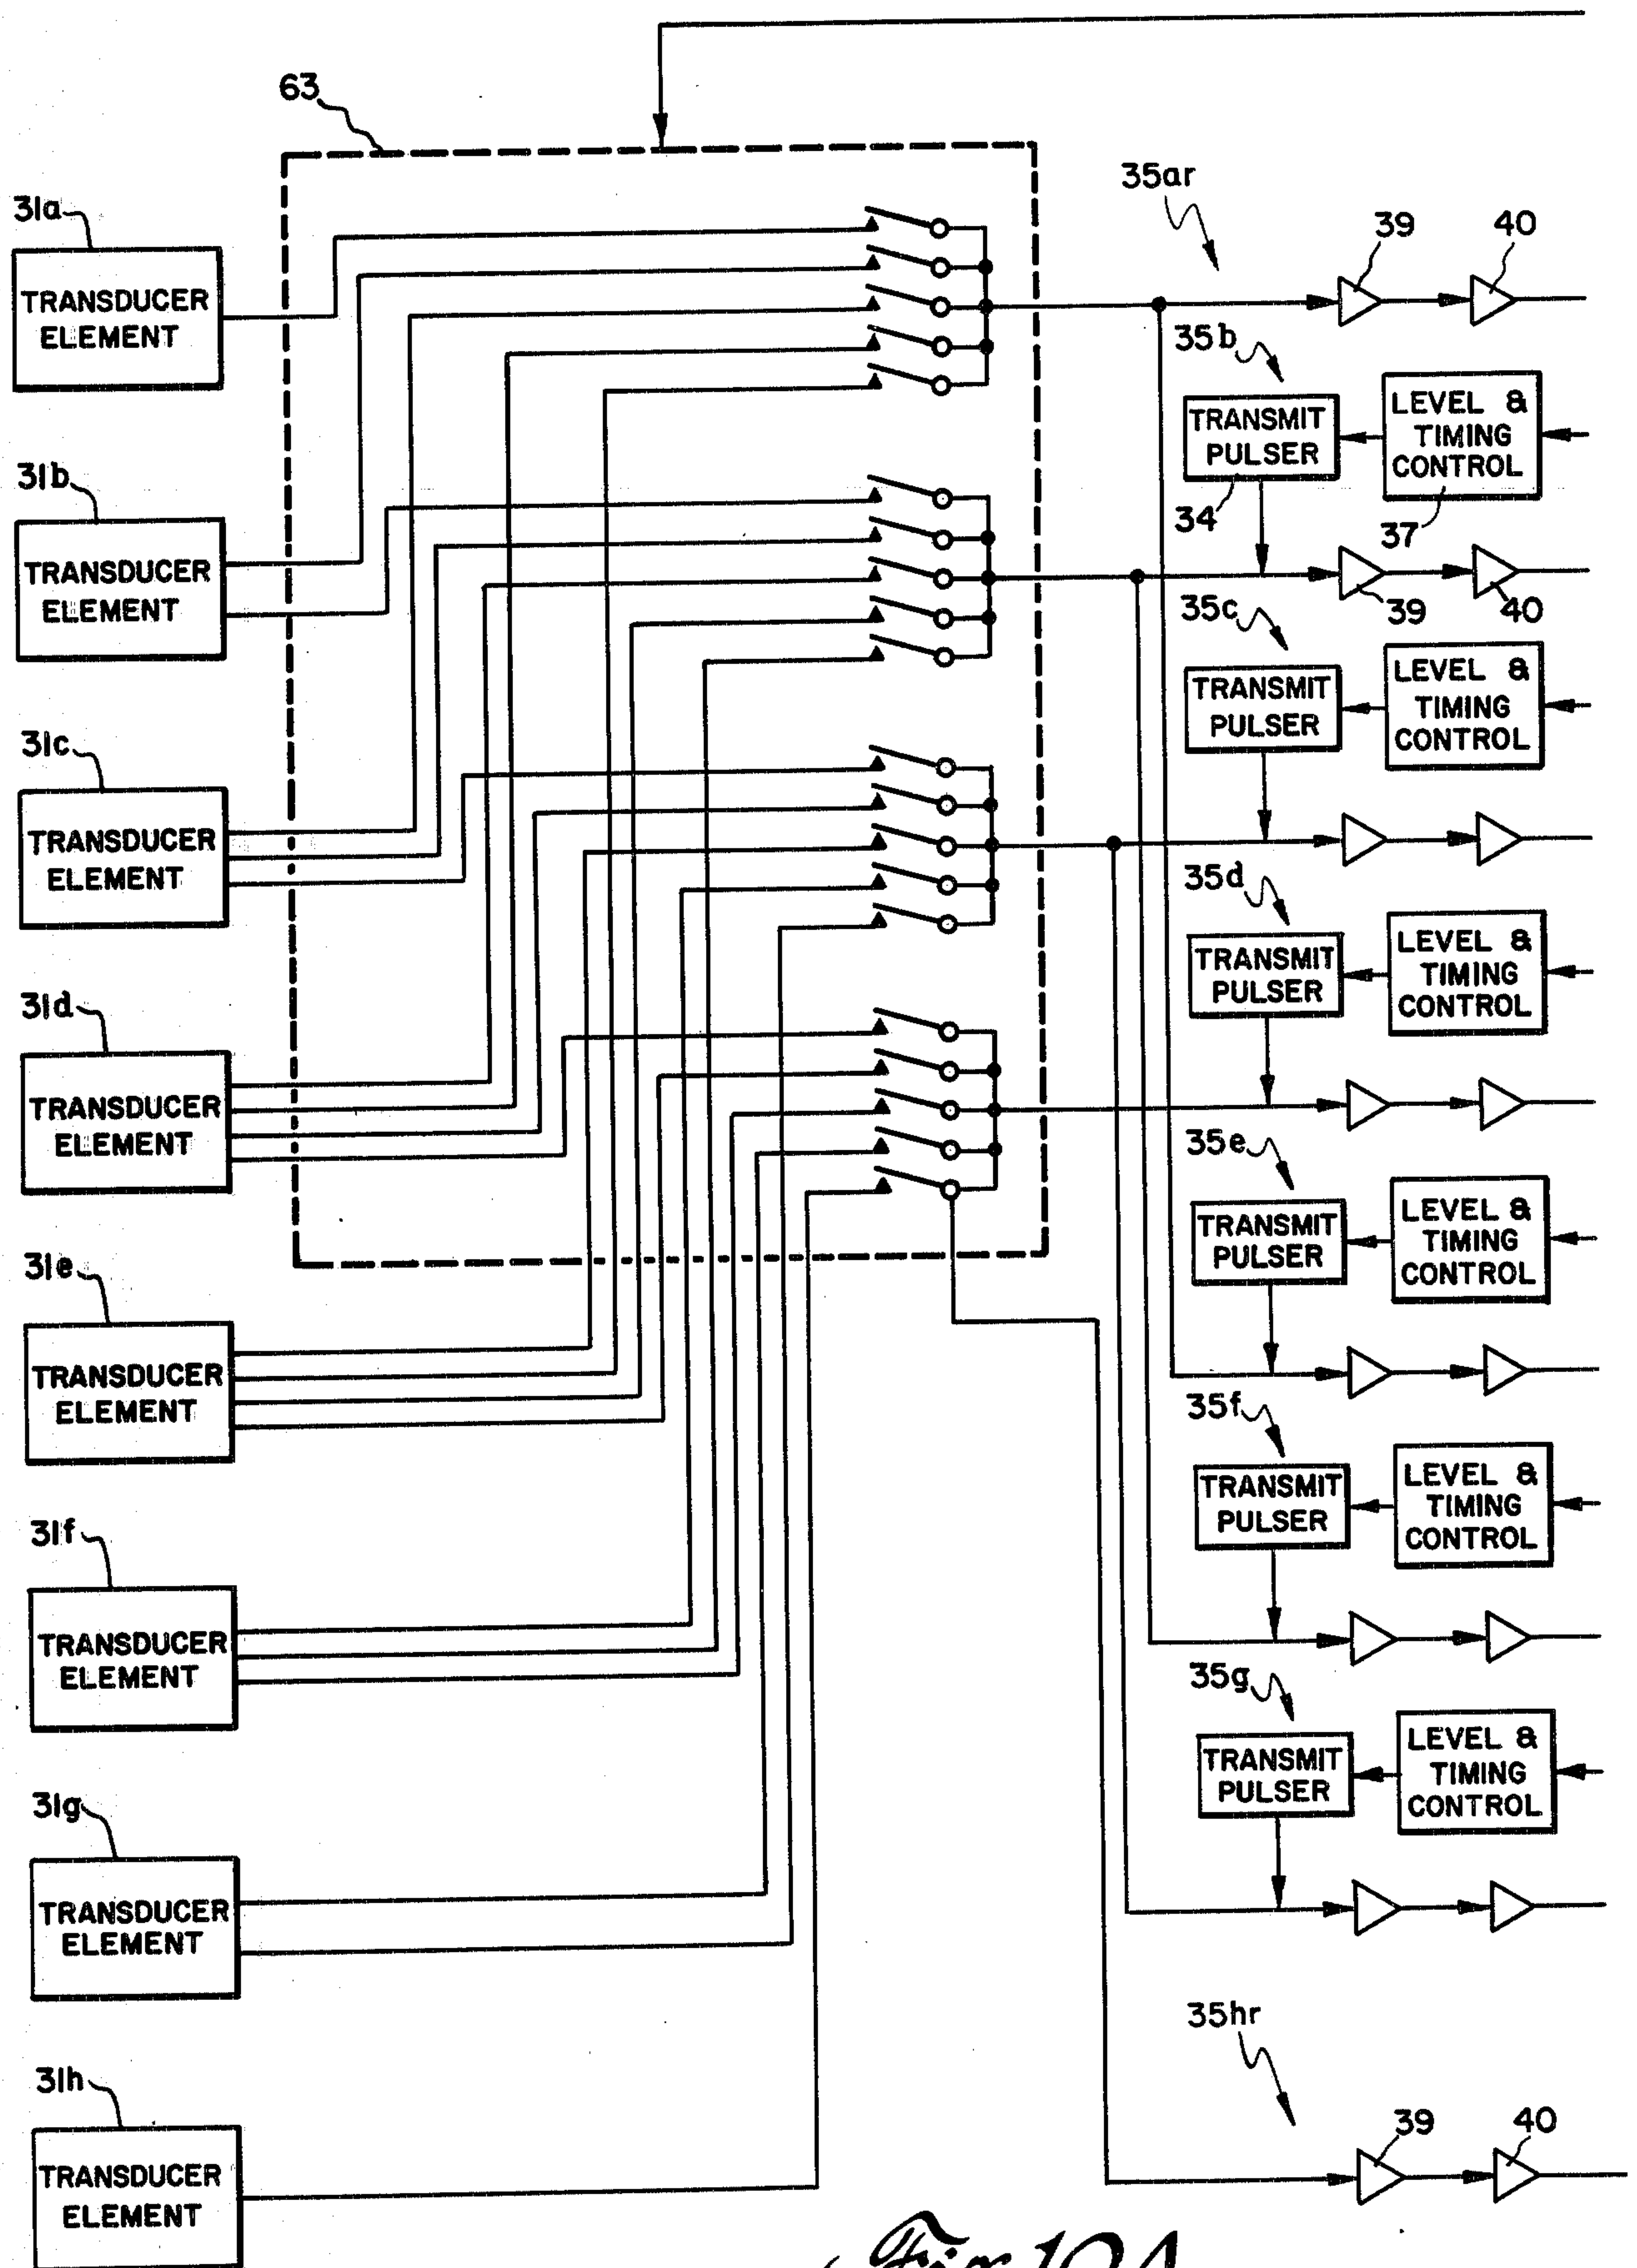 63
31a
TRANSDUCER
ELEMENT
31b
TRANSDUCER
ELEMENT
31c
TRANSDUCER
ELEMENT
31d
TRANSDUCER
ELEMENT
31e
TRANSDUCER
ELEMENT
31f
TRANSDUCER
ELEMENT
31g
TRANSDUCER
ELEMENT
31h
TRANSDUCER
ELEMENT
35ar
39
40
35b
TRANSMIT
PULSER
34
LEVEL &
TIMING
CONTROL
37
39
40
35c
TRANSMIT
PULSER
LEVEL &
TIMING
CONTROL
35d
TRANSMIT
PULSER
LEVEL &
TIMING
CONTROL
35e
TRANSMIT
PULSER
LEVEL &
TIMING
CONTROL
35f
TRANSMIT
PULSER
LEVEL &
TIMING
CONTROL
35g
TRANSMIT
PULSER
LEVEL &
TIMING
CONTROL
35hr
39
40
Fig. 10A